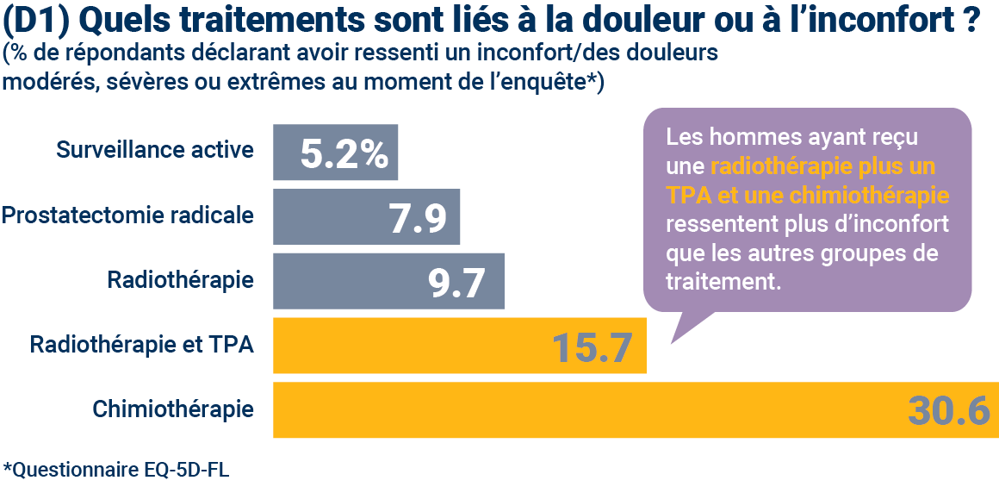 (D1) Quels traitements sont liés à la douleur ou à l’inconfort ?
(% de répondants déclarant avoir ressenti un inconfort/des douleurs
modérés, sévères ou extrêmes au moment de l’enquête*)
Surveillance active
5.2%
Prostatectomie radicale
7.9
Radiothérapie
9.7
Radiothérapie et TPA
15.7
Chimiothérapie
30.6
Les hommes ayant reçu
une radiothérapie plus un
TPA et une chimiothérapie
ressentent plus d’inconfort
que les autres groupes de
traitement.
*Questionnaire EQ-5D-FL